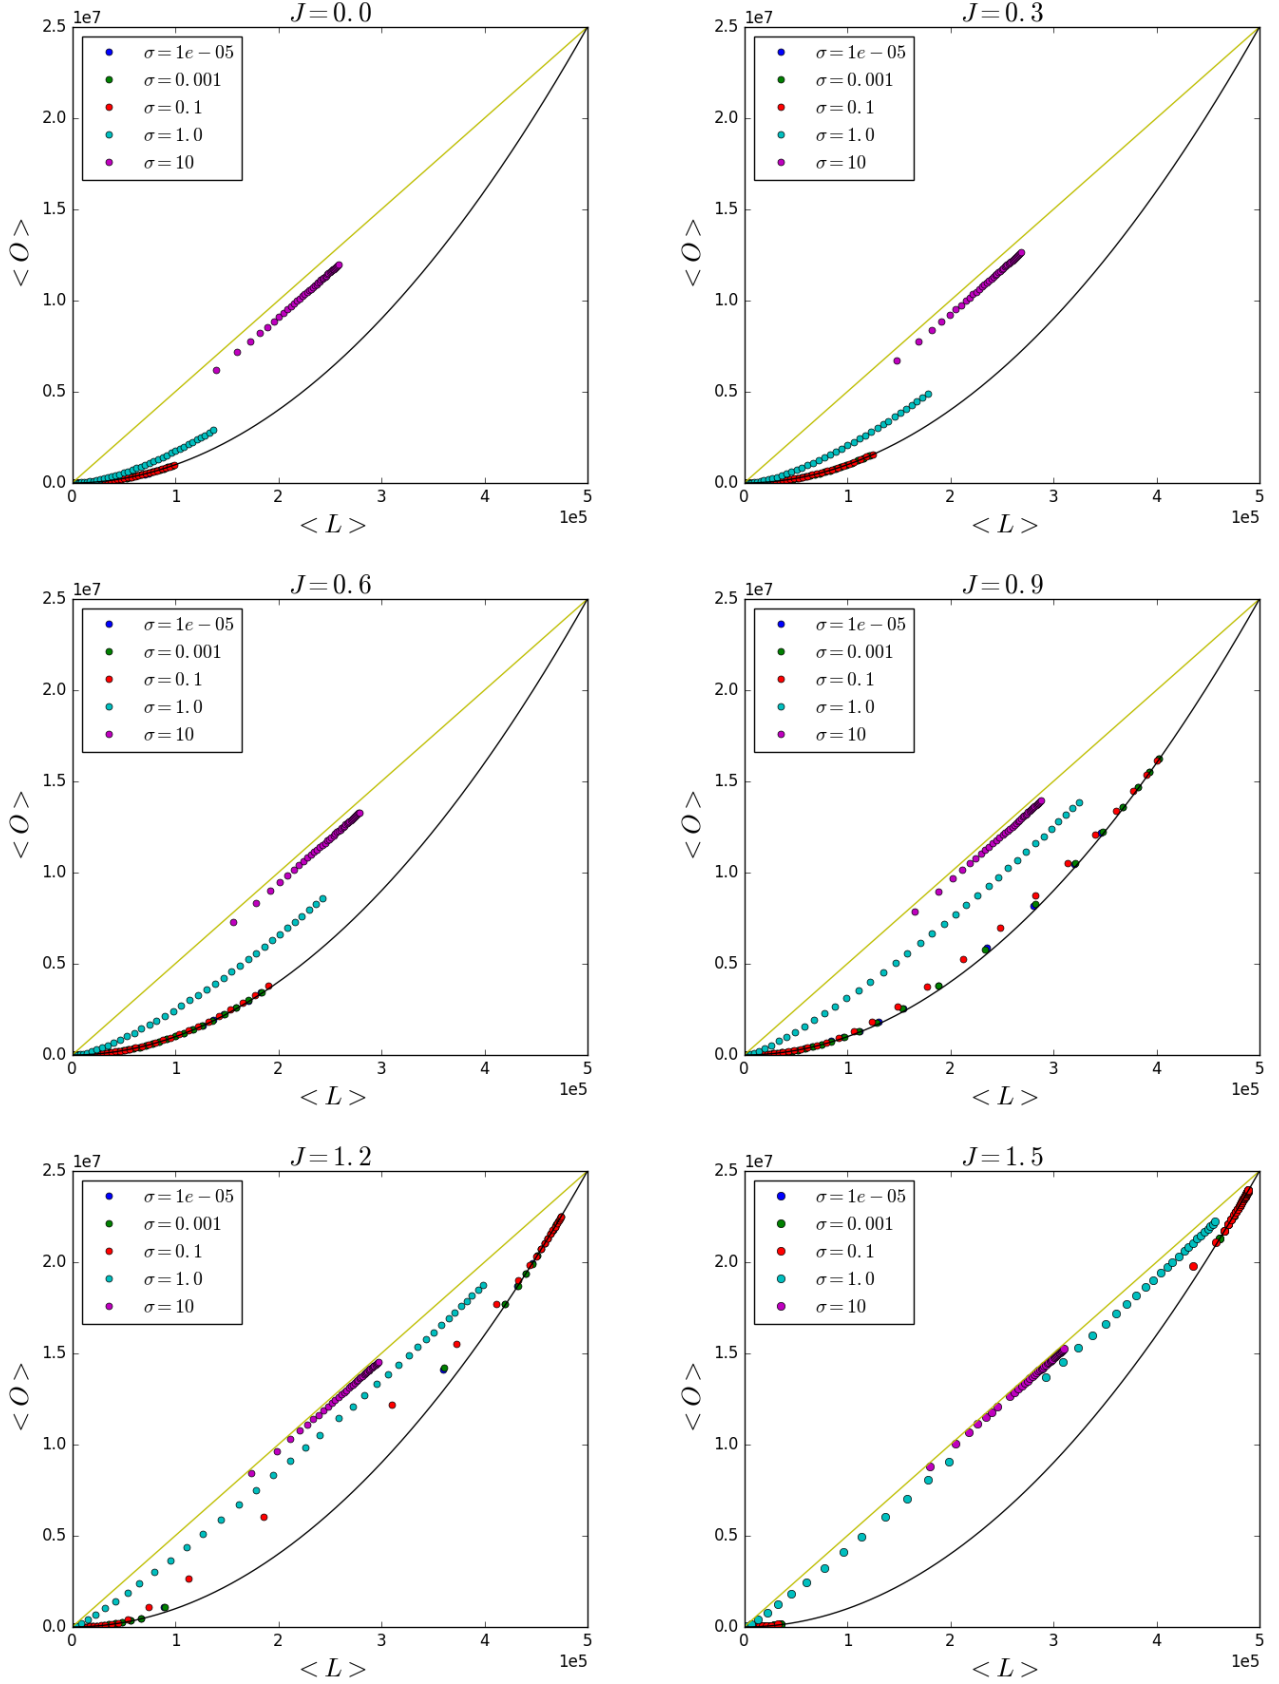 J = 0.0
1e7
2.5
2.0
1.5
1.0
0.5
0.0
< O >
σ = 1e − 05
σ = 0.001
σ = 0.1
σ = 1.0
σ = 10
0 1 2 3 4 5
1e5
< L >
J = 0.3
1e7
2.5
2.0
1.5
1.0
0.5
0.0
< O >
σ = 1e − 05
σ = 0.001
σ = 0.1
σ = 1.0
σ = 10
0 1 2 3 4 5
1e5
< L >
J = 0.6
1e7
2.5
2.0
1.5
1.0
0.5
0.0
< O >
σ = 1e − 05
σ = 0.001
σ = 0.1
σ = 1.0
σ = 10
0 1 2 3 4 5
1e5
< L >
J = 0.9
1e7
2.5
2.0
1.5
1.0
0.5
0.0
< O >
σ = 1e − 05
σ = 0.001
σ = 0.1
σ = 1.0
σ = 10
0 1 2 3 4 5
1e5
< L >
J = 1.2
1e7
2.5
2.0
1.5
1.0
0.5
0.0
< O >
σ = 1e − 05
σ = 0.001
σ = 0.1
σ = 1.0
σ = 10
0 1 2 3 4 5
1e5
< L >
J = 1.5
1e7
2.5
2.0
1.5
1.0
0.5
0.0
< O >
σ = 1e − 05
σ = 0.001
σ = 0.1
σ = 1.0
σ = 10
0 1 2 3 4 5
1e5
< L >